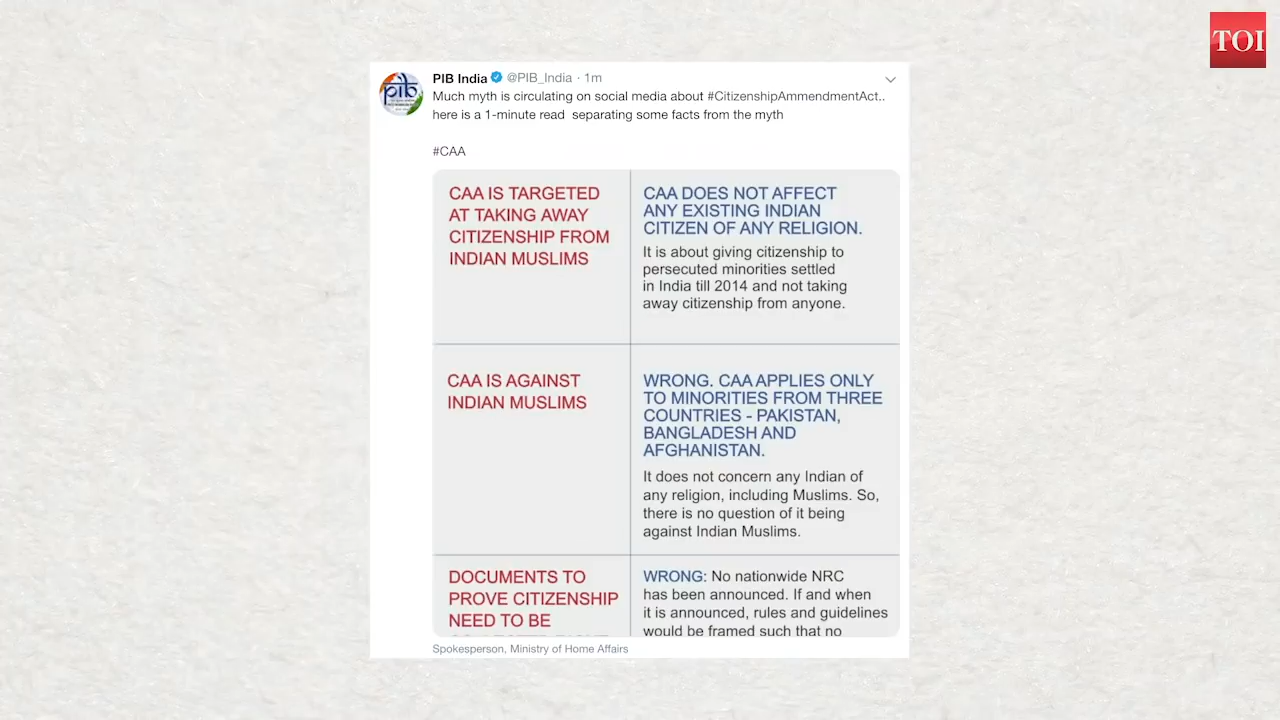 TOI
pib
PIB India @PIB_India · 1m
Much myth is circulating on social media about #CitizenshipAmmendmentAct..
here is a 1-minute read separating some facts from the myth
#CAA
CAA IS TARGETED
AT TAKING AWAY
CITIZENSHIP FROM
INDIAN MUSLIMS
CAA DOES NOT AFFECT
ANY EXISTING INDIAN
CITIZEN OF ANY RELIGION.
It is about giving citizenship to
persecuted minorities settled
in India till 2014 and not taking
away citizenship from anyone.
CAA IS AGAINST
INDIAN MUSLIMS
WRONG. CAA APPLIES ONLY
TO MINORITIES FROM THREE
COUNTRIES - PAKISTAN,
BANGLADESH AND
AFGHANISTAN.
It does not concern any Indian of
any religion, including Muslims. So,
there is no question of it being
against Indian Muslims.
DOCUMENTS TO
PROVE CITIZENSHIP
NEED TO BE
WRONG: No nationwide NRC
has been announced. If and when
it is announced, rules and guidelines
would be framed such that no
Spokesperson, Ministry of Home Affairs